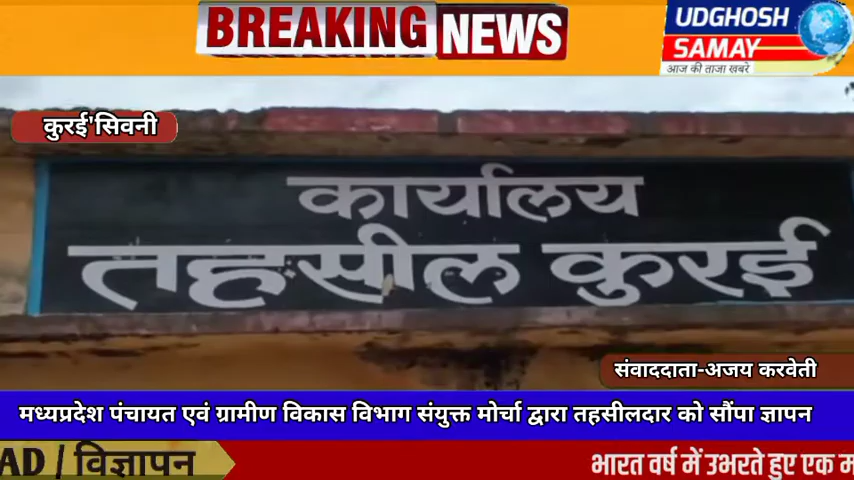 BREAKING NEWS
UDGHOSH
SAMAY
आज की ताजा खबरे
कुरई'सिवनी
कार्यालय
तहसील कुरई
संवाददाता-अजय करवेती
मध्यप्रदेश पंचायत एवं ग्रामीण विकास विभाग संयुक्त मोर्चा द्वारा तहसीलदार को सौंपा ज्ञापन
AD / विज्ञापन
भारत वर्ष में उभरते हुए एक